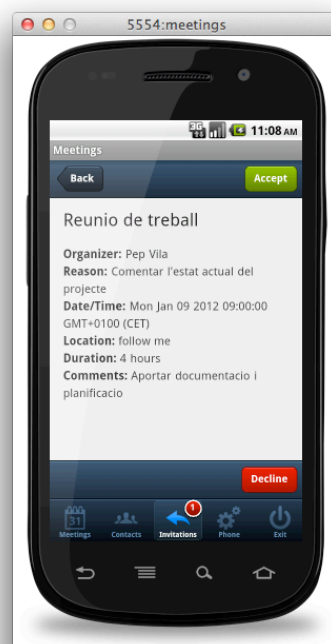 5554:meetings
3G
11:08 AM
Meetings
Back
Accept
Reunio de treball
Organizer: Pep Vila
Reason: Comentar l'estat actual del
projecte
Date/Time: Mon Jan 09 2012 09:00:00
GMT+0100 (CET)
Location: follow me
Duration: 4 hours
Comments: Aportar documentacio i
planificacio
Decline
31
1
Meetings
Contacts
Invitations
Phone
Exit